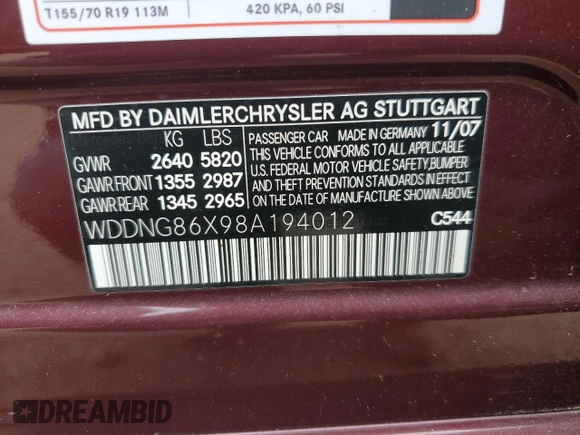 T155/70 R19 113M 420 KPA, 60 PSI
MFD BY DAIMLERCHRYSLER AG STUTTGART
KG LBS PASSENGER CAR MADE IN GERMANY 11/07
GVWR 2640 5820 THIS VEHICLE CONFORMS TO ALL APPLICABLE
GAWR FRONT 1355 2987 U.S. FEDERAL MOTOR VEHICLE SAFETY, BUMPER
GAWR REAR 1345 2965 AND THEFT PREVENTION STANDARDS IN EFFECT
ON THE DATE OF MANUFACTURE SHOWN ABOVE
WDDNG86X98A194012 C544
DREAMBID